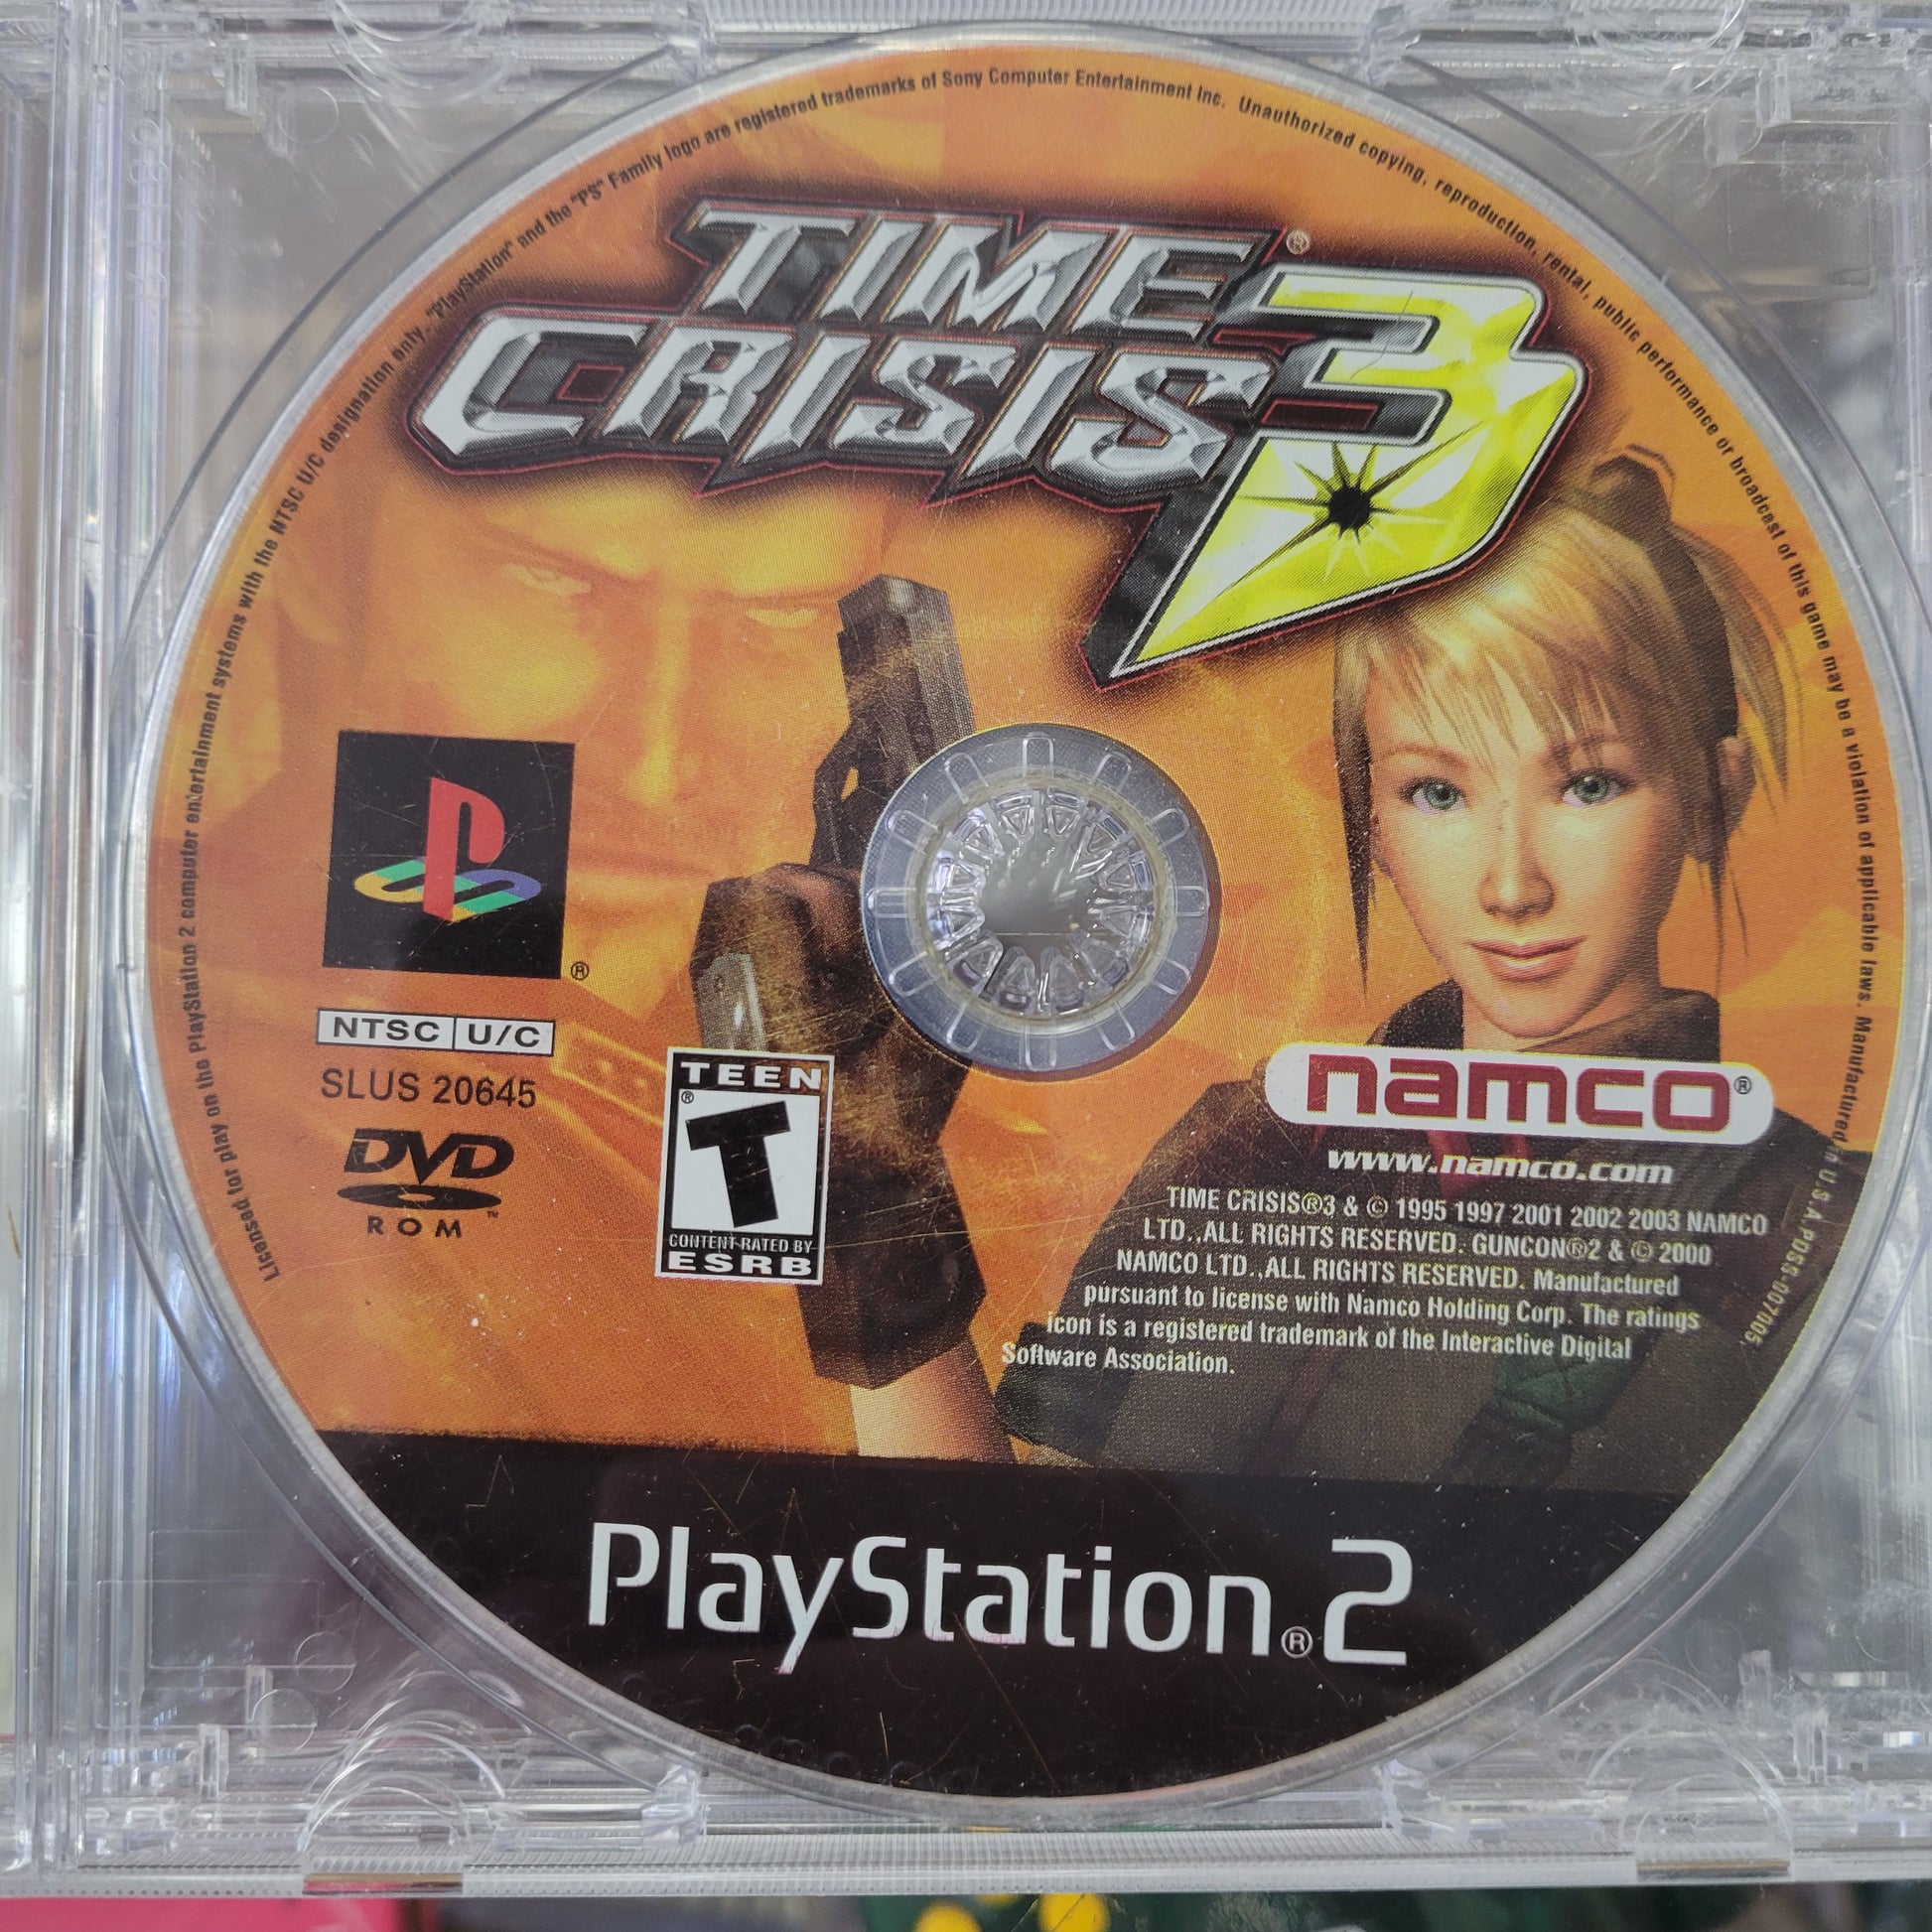 Licensed for play on the PlayStation 2 computer entertainment systems with the NTSC U/C designation only. "PlayStation" and the "PS" Family logo are registered trademarks of Sony Computer Entertainment Inc. Unauthorized copying, reproduction, rental, public performance or broadcast of this game may be a violation of applicable laws. Manufactured in U.S.A.
TIME
CRISIS 3
®
®
NTSC U/C
SLUS 20645
DVD
ROM ™
TEEN
®
T
CONTENT RATED BY
ESRB
namco®
www.namco.com
TIME CRISIS®3 & © 1995 1997 2001 2002 2003 NAMCO
LTD.,ALL RIGHTS RESERVED. GUNCON®2 & © 2000
NAMCO LTD.,ALL RIGHTS RESERVED. Manufactured
pursuant to license with Namco Holding Corp. The ratings
icon is a registered trademark of the Interactive Digital
Software Association.
PlayStation®2